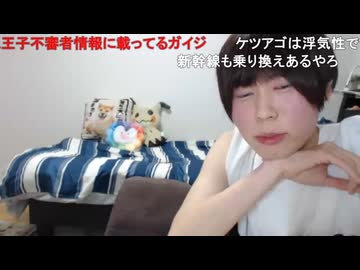 王子不審者情報に載ってるガイジ
ケツアゴは浮気性で
新幹線も乗り換えあるやろ